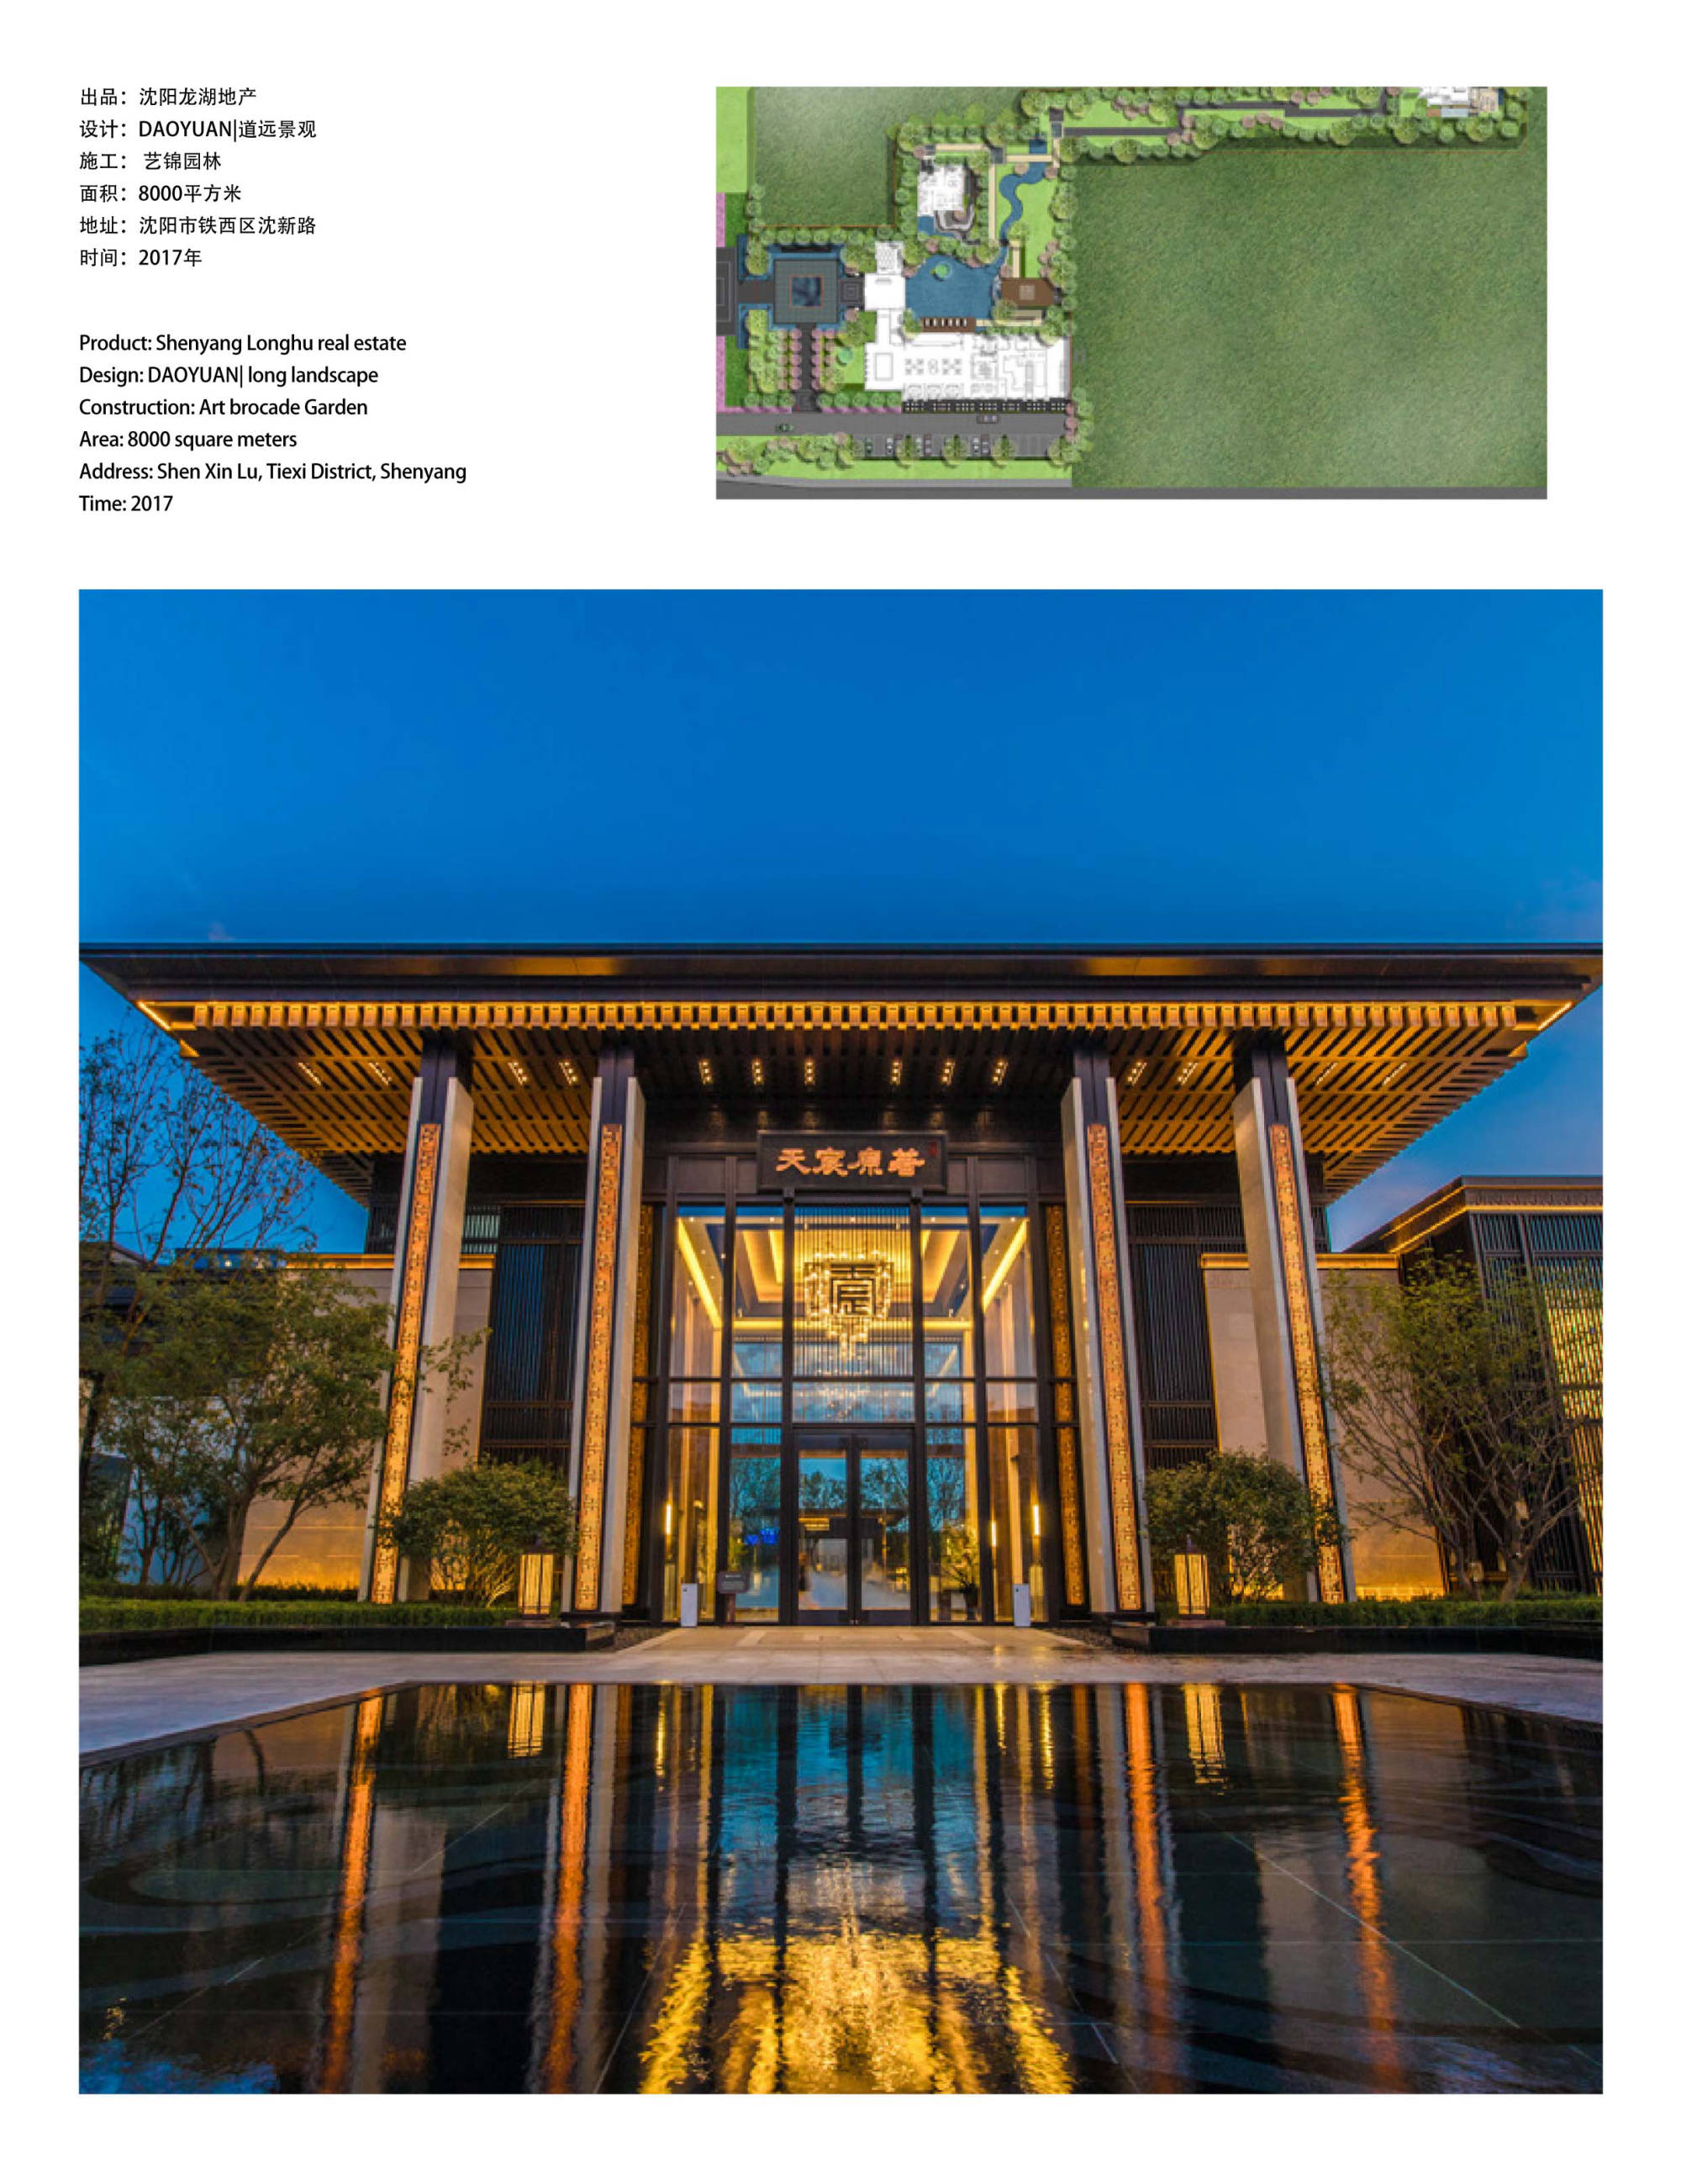 出品：沈阳龙湖地产
设计：DAOYUAN|道远景观
施工： 艺锦园林
面积：8000平方米
地址：沈阳市铁西区沈新路
时间：2017年
Product: Shenyang Longhu real estate
Design: DAOYUAN| long landscape
Construction: Art brocade Garden
Area: 8000 square meters
Address: Shen Xin Lu, Tiexi District, Shenyang
Time: 2017
天宸原著
宸